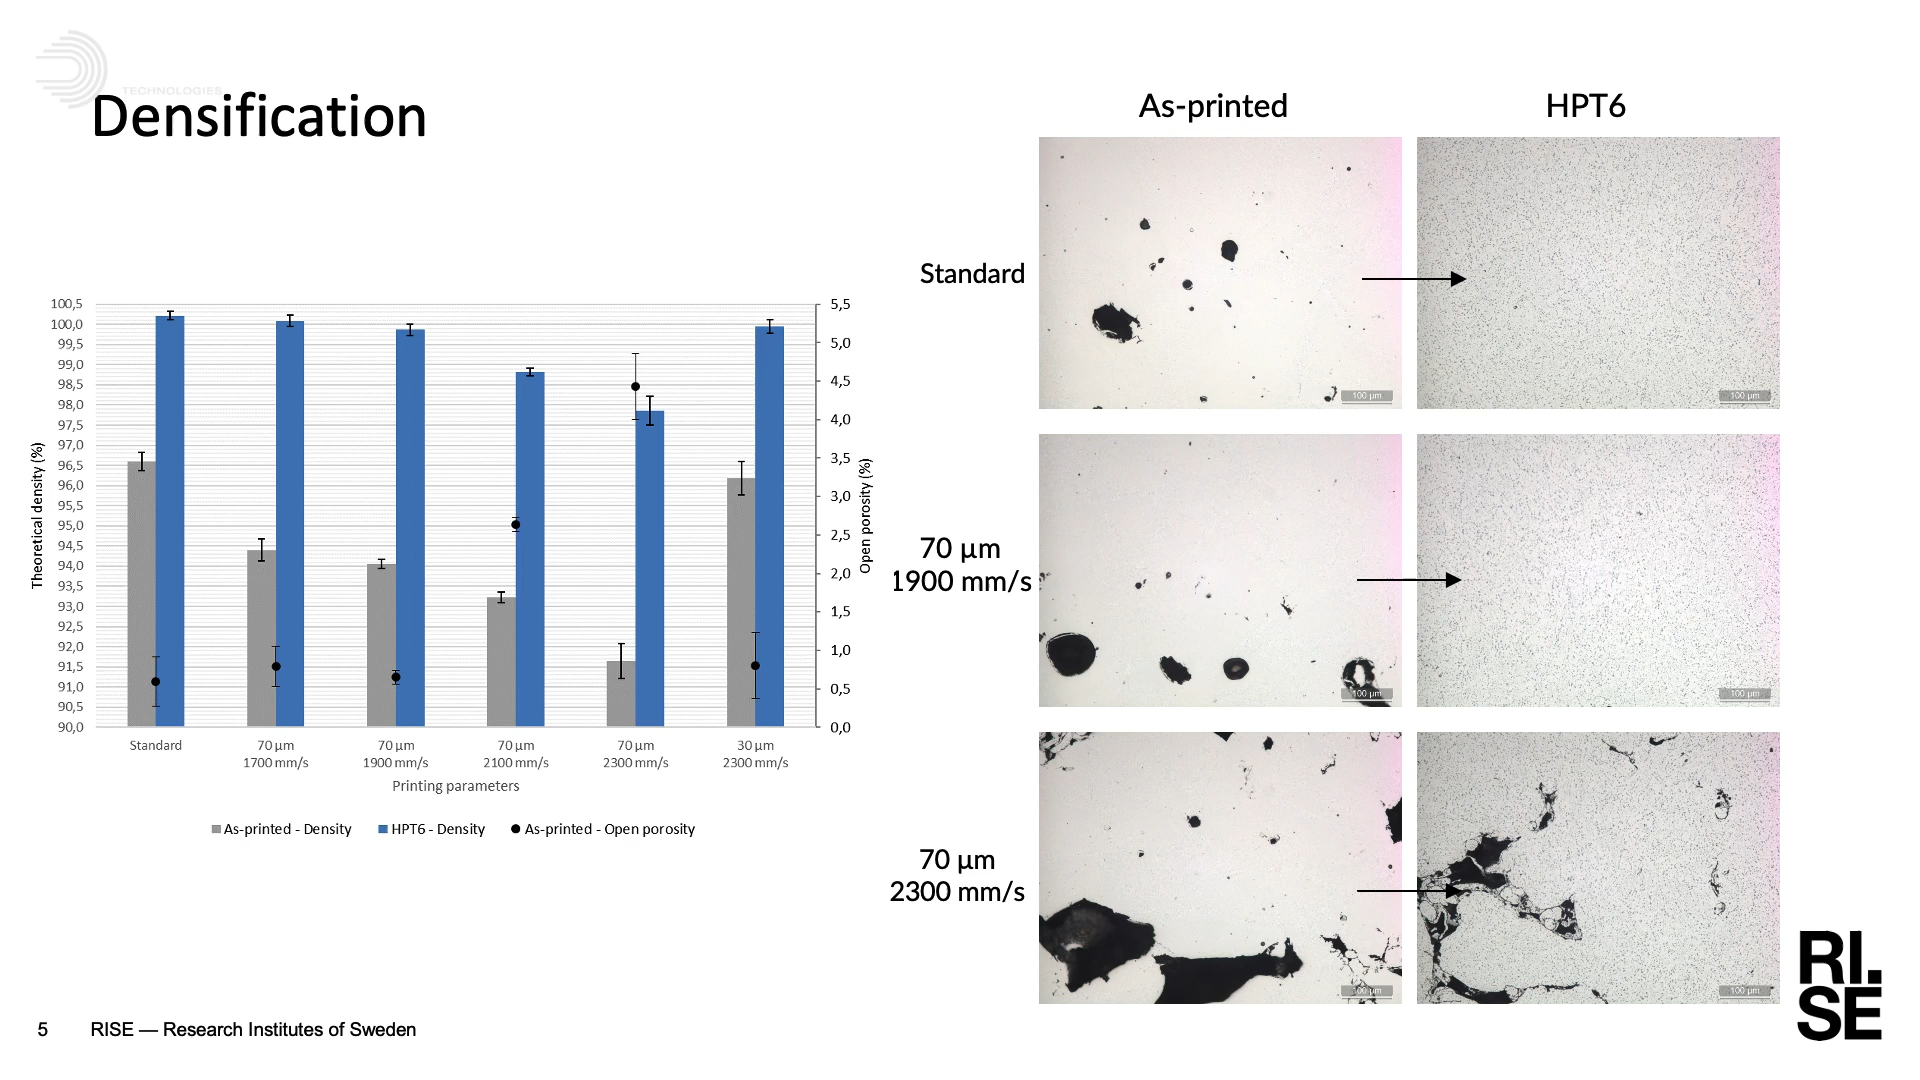 TECHNOLOGIES
Densification
As-printed
HPT6
Standard
70 µm
1900 mm/s
70 µm
2300 mm/s
100 µm
100 µm
100 µm
100 µm
100 µm
100 µm
Theoretical density (%)
100,5
100,0
99,5
99,0
98,5
98,0
97,5
97,0
96,5
96,0
95,5
95,0
94,5
94,0
93,5
93,0
92,5
92,0
91,5
91,0
90,5
90,0
5,5
5,0
4,5
4,0
3,5
3,0
2,5
2,0
1,5
1,0
0,5
0,0
Open porosity (%)
Standard
70 µm
1700 mm/s
70 µm
1900 mm/s
70 µm
2100 mm/s
70 µm
2300 mm/s
30 µm
2300 mm/s
Printing parameters
As-printed - Density
HPT6 - Density
As-printed - Open porosity
5
RISE — Research Institutes of Sweden
RI.
SE